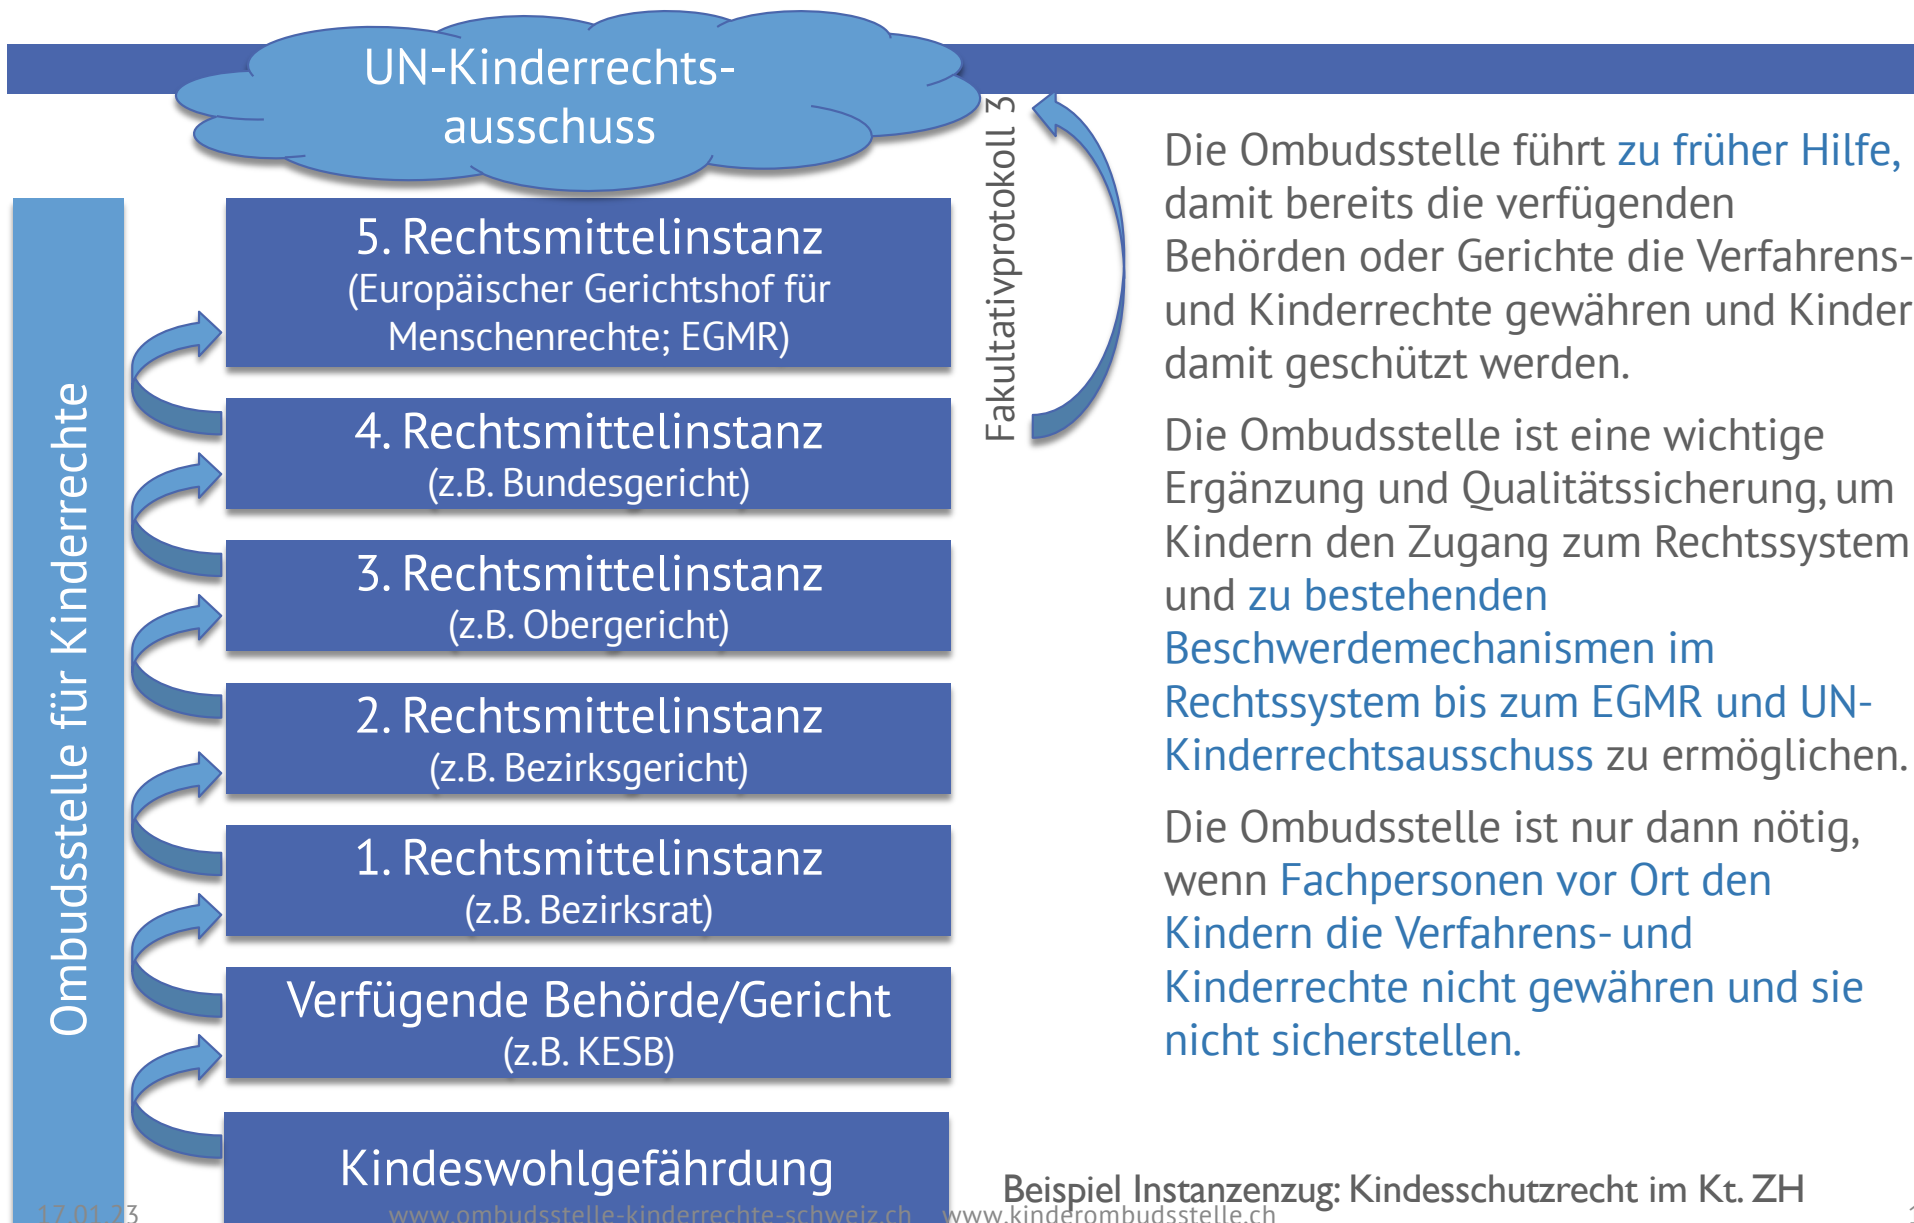 UN-Kinderrechts-
ausschuss
Fakultativprotokoll 3
Ombudsstelle für Kinderrechte
5. Rechtsmittelinstanz
(Europäischer Gerichtshof für
Menschenrechte; EGMR)
4. Rechtsmittelinstanz
(z.B. Bundesgericht)
3. Rechtsmittelinstanz
(z.B. Obergericht)
2. Rechtsmittelinstanz
(z.B. Bezirksgericht)
1. Rechtsmittelinstanz
(z.B. Bezirksrat)
Verfügende Behörde/Gericht
(z.B. KESB)
Kindeswohlgefährdung
Die Ombudsstelle führt zu früher Hilfe,
damit bereits die verfügenden
Behörden oder Gerichte die Verfahrens-
und Kinderrechte gewähren und Kinder
damit geschützt werden.
Die Ombudsstelle ist eine wichtige
Ergänzung und Qualitätssicherung, um
Kindern den Zugang zum Rechtssystem
und zu bestehenden
Beschwerdemechanismen im
Rechtssystem bis zum EGMR und UN-
Kinderrechtsausschuss zu ermöglichen.
Die Ombudsstelle ist nur dann nötig,
wenn Fachpersonen vor Ort den
Kindern die Verfahrens- und
Kinderrechte nicht gewähren und sie
nicht sicherstellen.
Beispiel Instanzenzug: Kindesschutzrecht im Kt. ZH
17.01.23
www.ombudsstelle-kinderrechte-schweiz.ch www.kinderombudsstelle.ch